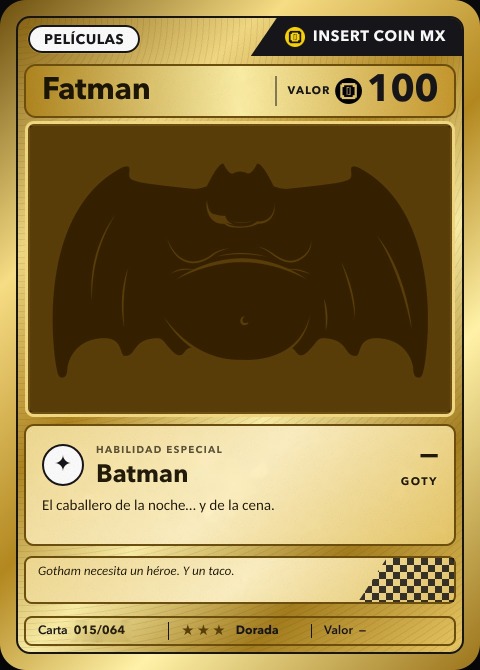 PELÍCULAS
INSERT COIN MX
Fatman
VALOR 100
HABILIDAD ESPECIAL
Batman
–
GOTY
El caballero de la noche... y de la cena.
Gotham necesita un héroe. Y un taco.
Carta 015/064 ★ ★ ★ Dorada Valor –